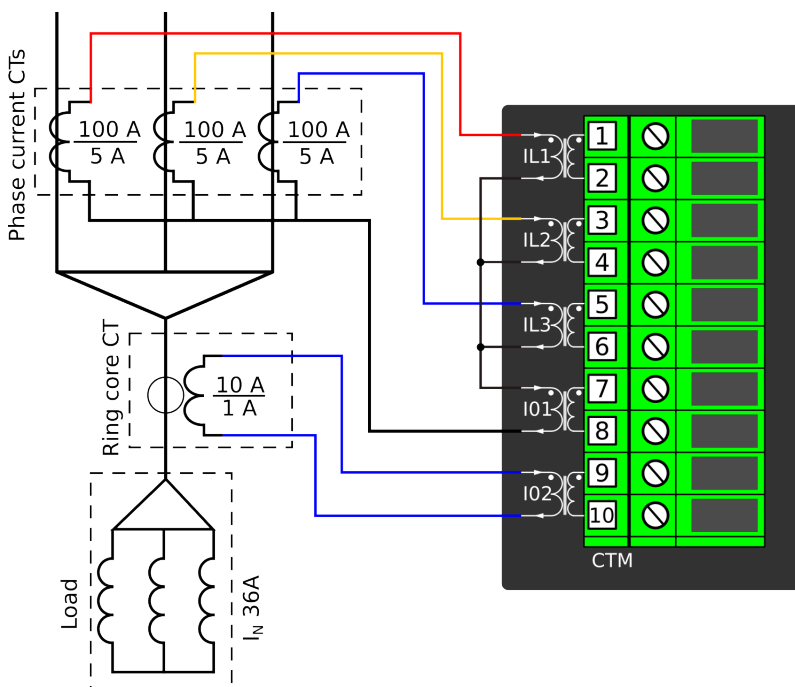 Phase current CTs
100 A
5 A
100 A
5 A
100 A
5 A
Ring core CT
10 A
1 A
Load
IN 36A
IL1
IL2
IL3
I01
I02
1
2
3
4
5
6
7
8
9
10
CTM